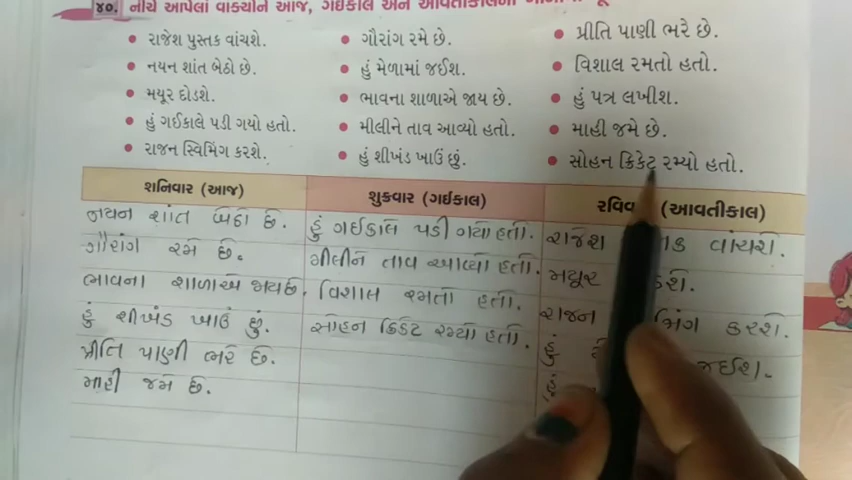 ૪૦. નીચે આપેલાં વાક્યોને આજ, ગઈકાલ અને આવતીકાલના
રાજેશ પુસ્તક વાંચશે.
નયન શાંત બેઠો છે.
મયૂર દોડશે.
હું ગઈકાલે પડી ગયો હતો.
રાજન સ્વિમિંગ કરશે.
ગૌરાંગ રમે છે.
હું મેળામાં જઈશ.
ભાવના શાળાએ જાય છે.
મીલીને તાવ આવ્યો હતો.
હું શીખંડ ખાઉં છું.
પ્રીતિ પાણી ભરે છે.
વિશાલ રમતો હતો.
હું પત્ર લખીશ.
માહી જમે છે.
સોહન ક્રિકેટ રમ્યો હતો.
શનિવાર (આજ)
નયન શાંત બેઠો છે.
ગૌરાંગ રમે છે.
ભાવના શાળાએ જાય છે.
હું શીખંડ ખાઉં છું.
પ્રીતિ પાણી ભરે છે.
માહી જમે છે.
શુક્રવાર (ગઈકાલ)
હું ગઈકાલે પડી ગયો હતો.
મીલીને તાવ આવ્યો હતો.
વિશાલ રમતો હતો.
સોહન ક્રિકેટ રમ્યો હતો.
(આવતીકાલ)
રાજેશ વાંચશે.
મયૂર
રાજન કરશે.
હું જઈશ.
હું